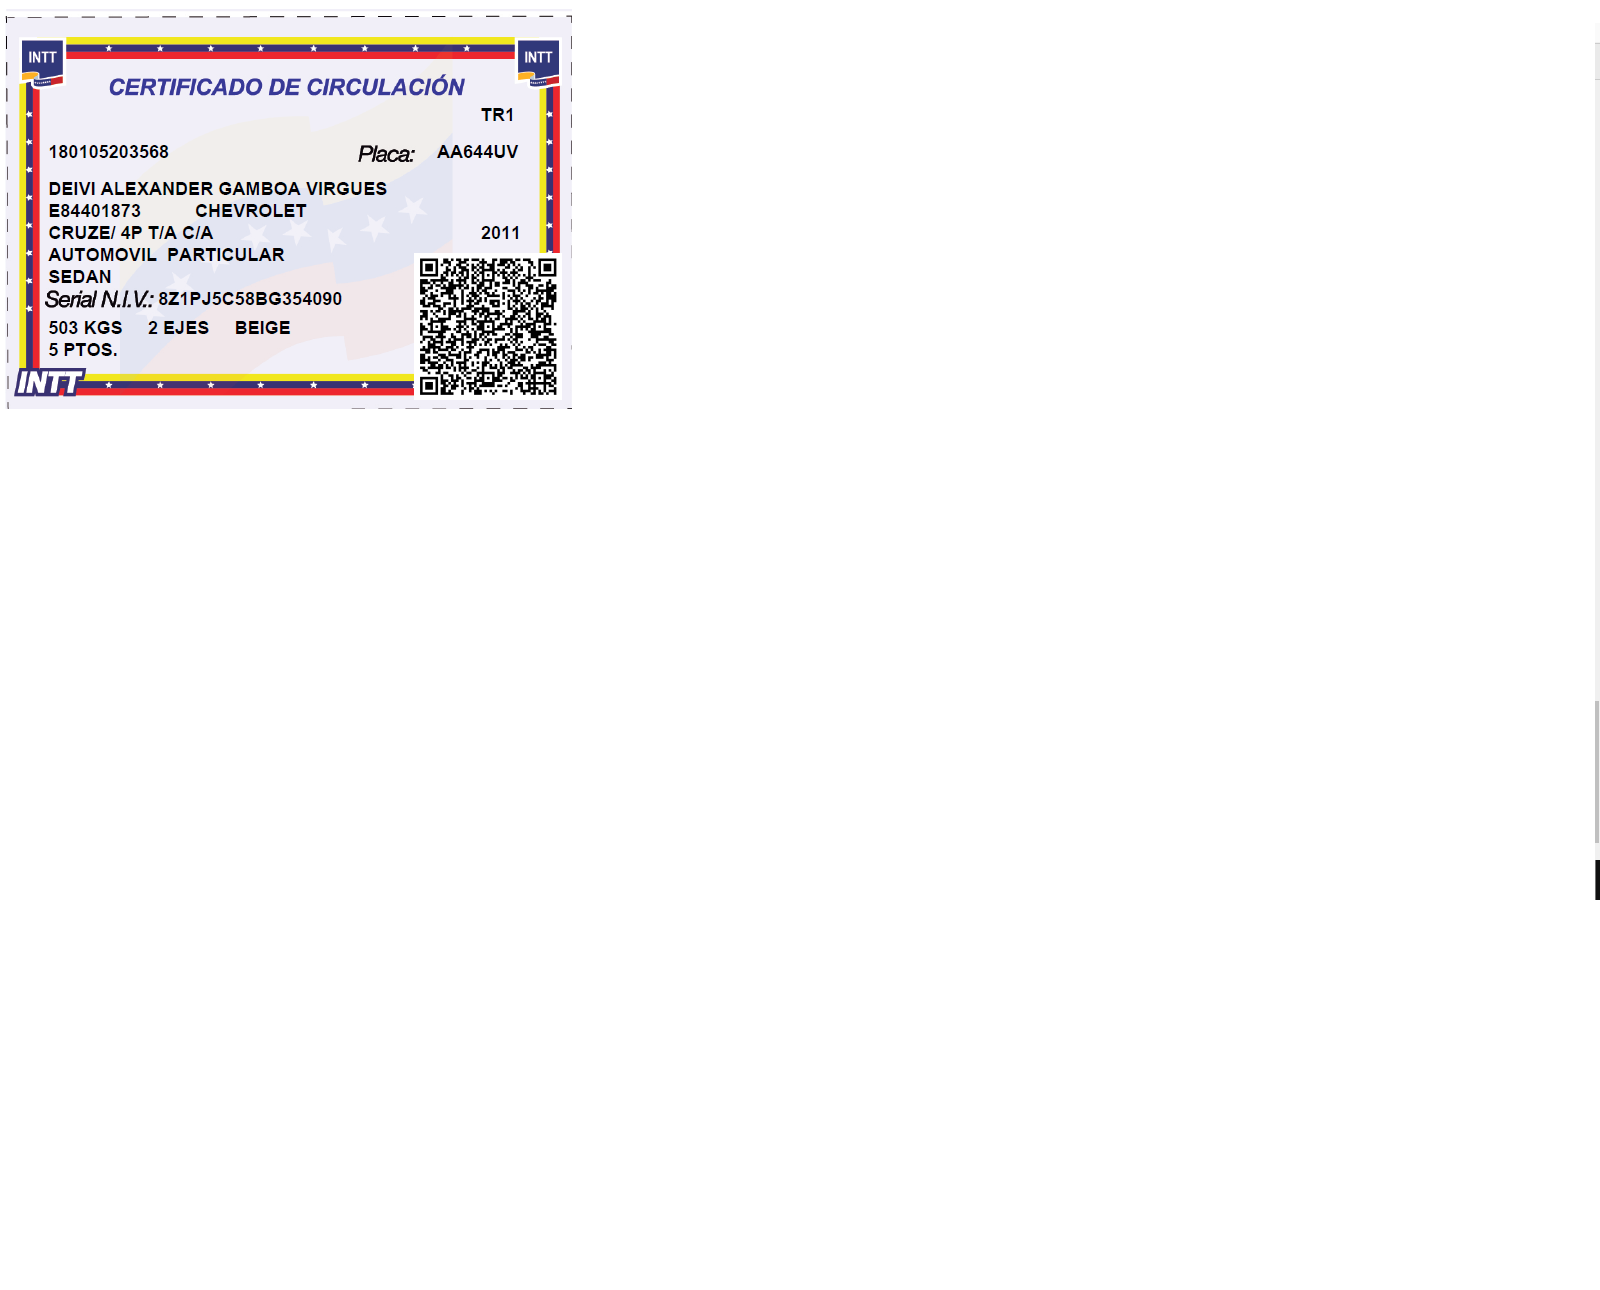 INTT
INTT
CERTIFICADO DE CIRCULACIÓN
TR1
180105203568 Placa: AA644UV
DEIVI ALEXANDER GAMBOA VIRGUES
E84401873 CHEVROLET
CRUZE/ 4P T/A C/A 2011
AUTOMOVIL PARTICULAR
SEDAN
Serial N.I.V.: 8Z1PJ5C58BG354090
503 KGS 2 EJES BEIGE
5 PTOS.
INTT